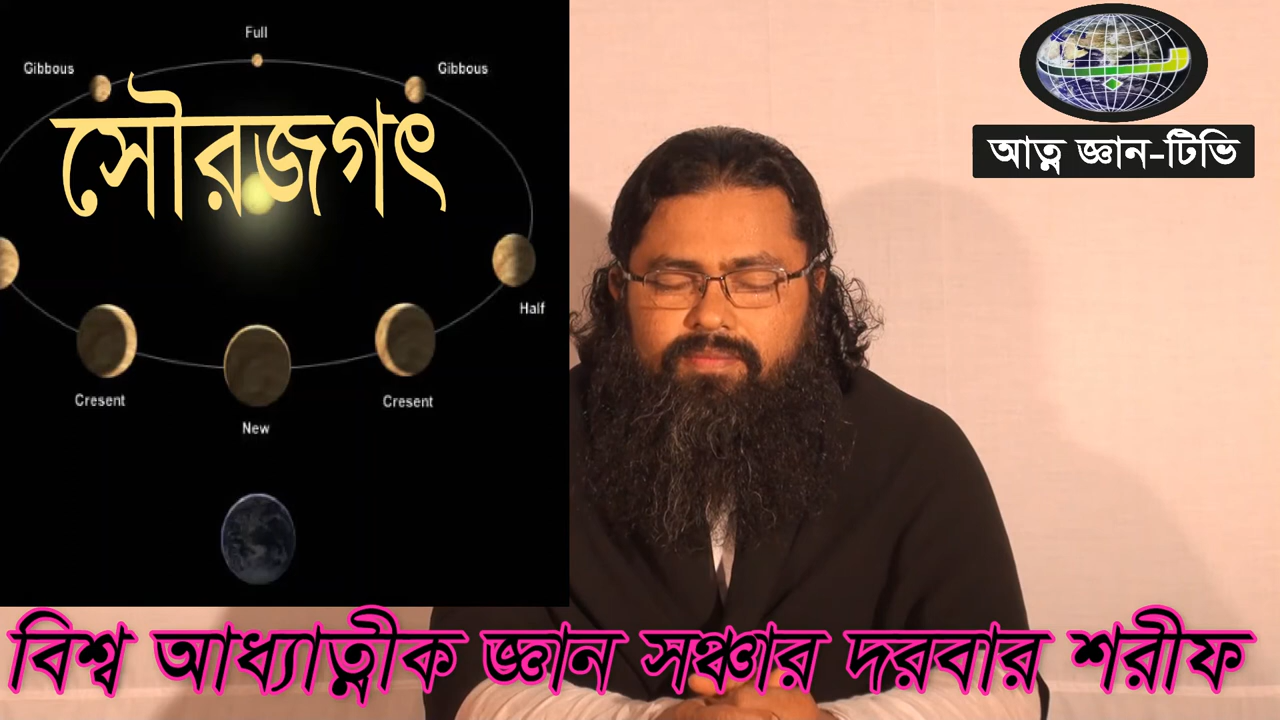 Full
Gibbous
Gibbous
সৌরজগৎ
Half
Cresent
Cresent
New
আত্ন জ্ঞান-টিভি
বিশ্ব আধ্যাত্নীক জ্ঞান সঞ্চার দরবার শরীফ